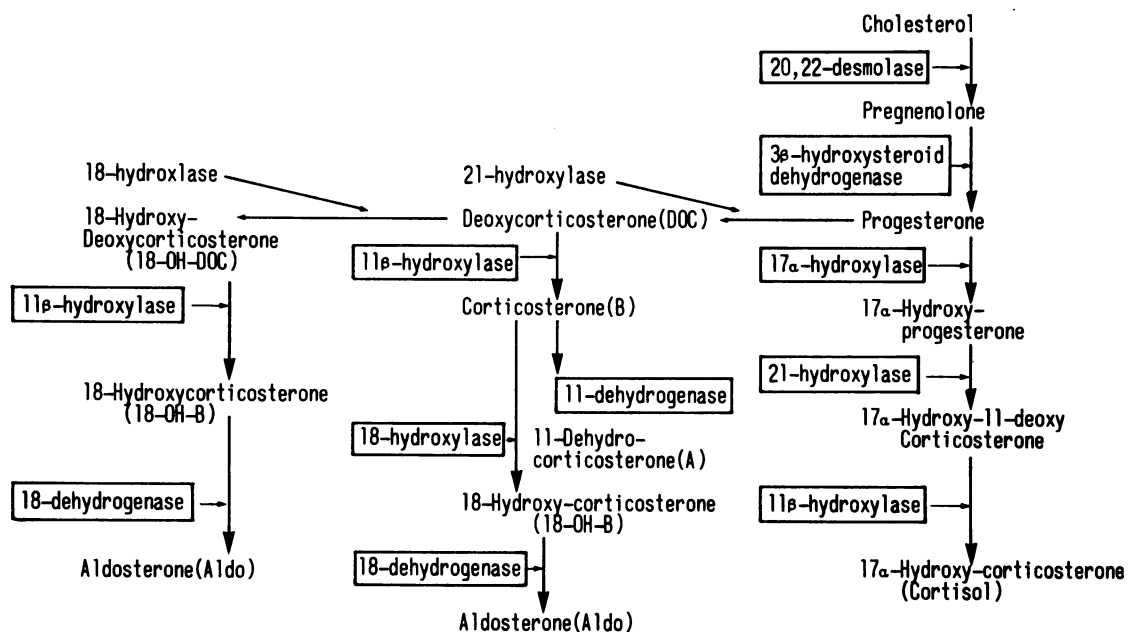 Cholesterol
20,22-desmolase
Pregnenolone
3β-hydroxysteroid
dehydrogenase
18-hydroxlase
21-hydroxylase
18-Hydroxy-
Deoxycorticosterone
(18-OH-DOC)
Deoxycorticosterone(DOC)
Progesterone
11β-hydroxylase
17α-hydroxylase
11β-hydroxylase
Corticosterone(B)
17α-Hydroxy-
progesterone
21-hydroxylase
18-Hydroxycorticosterone
(18-OH-B)
11-dehydrogenase
17α-Hydroxy-11-deoxy
Corticosterone
18-hydroxylase
11-Dehydro-
corticosterone(A)
18-dehydrogenase
18-Hydroxy-corticosterone
(18-OH-B)
11β-hydroxylase
Aldosterone(Aldo)
18-dehydrogenase
17α-Hydroxy-corticosterone
(Cortisol)
Aldosterone(Aldo)